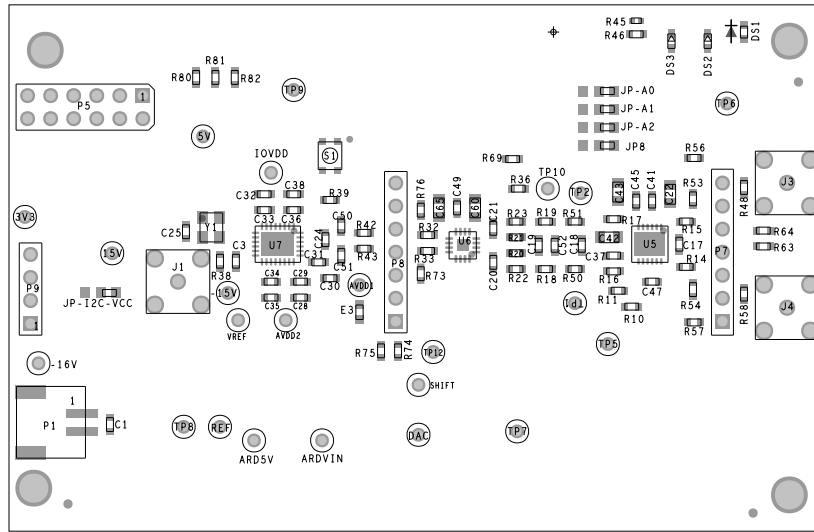 R45
R46
DS1
DS3
DS2
R81
R80
R82
TP9
JP-A0
P5
1
JP-A1
TP6
JP-A2
5V
JP8
IOVDD
S1
R69
R56
TP10
R76
C49
R36
TP2
C43
C45
C41
C22
R53
J3
R48
C32
C38
R39
C65
C60
3V3
C33
C36
C50
R42
C21
R23
R19
R51
R17
R15
R64
C25
Y1
U7
C24
R32
P8
U6
R21
C42
U5
C17
P7
R63
15V
C3
R43
R33
R20
C19
C52
C18
C37
J1
R38
C31
C51
R73
C20
R22
R18
R50
R16
R14
P9
C34
C29
C30
AVDD1
C47
JP-I2C-VCC
-15V
C35
C28
R11
R54
R58
J4
E3
Id1
R10
1
VREF
AVDD2
R57
R75
R74
TP12
TP5
-16V
SHIFT
1
P1
C1
TP8
REF
DAC
TP7
ARD5V
ARDVIN